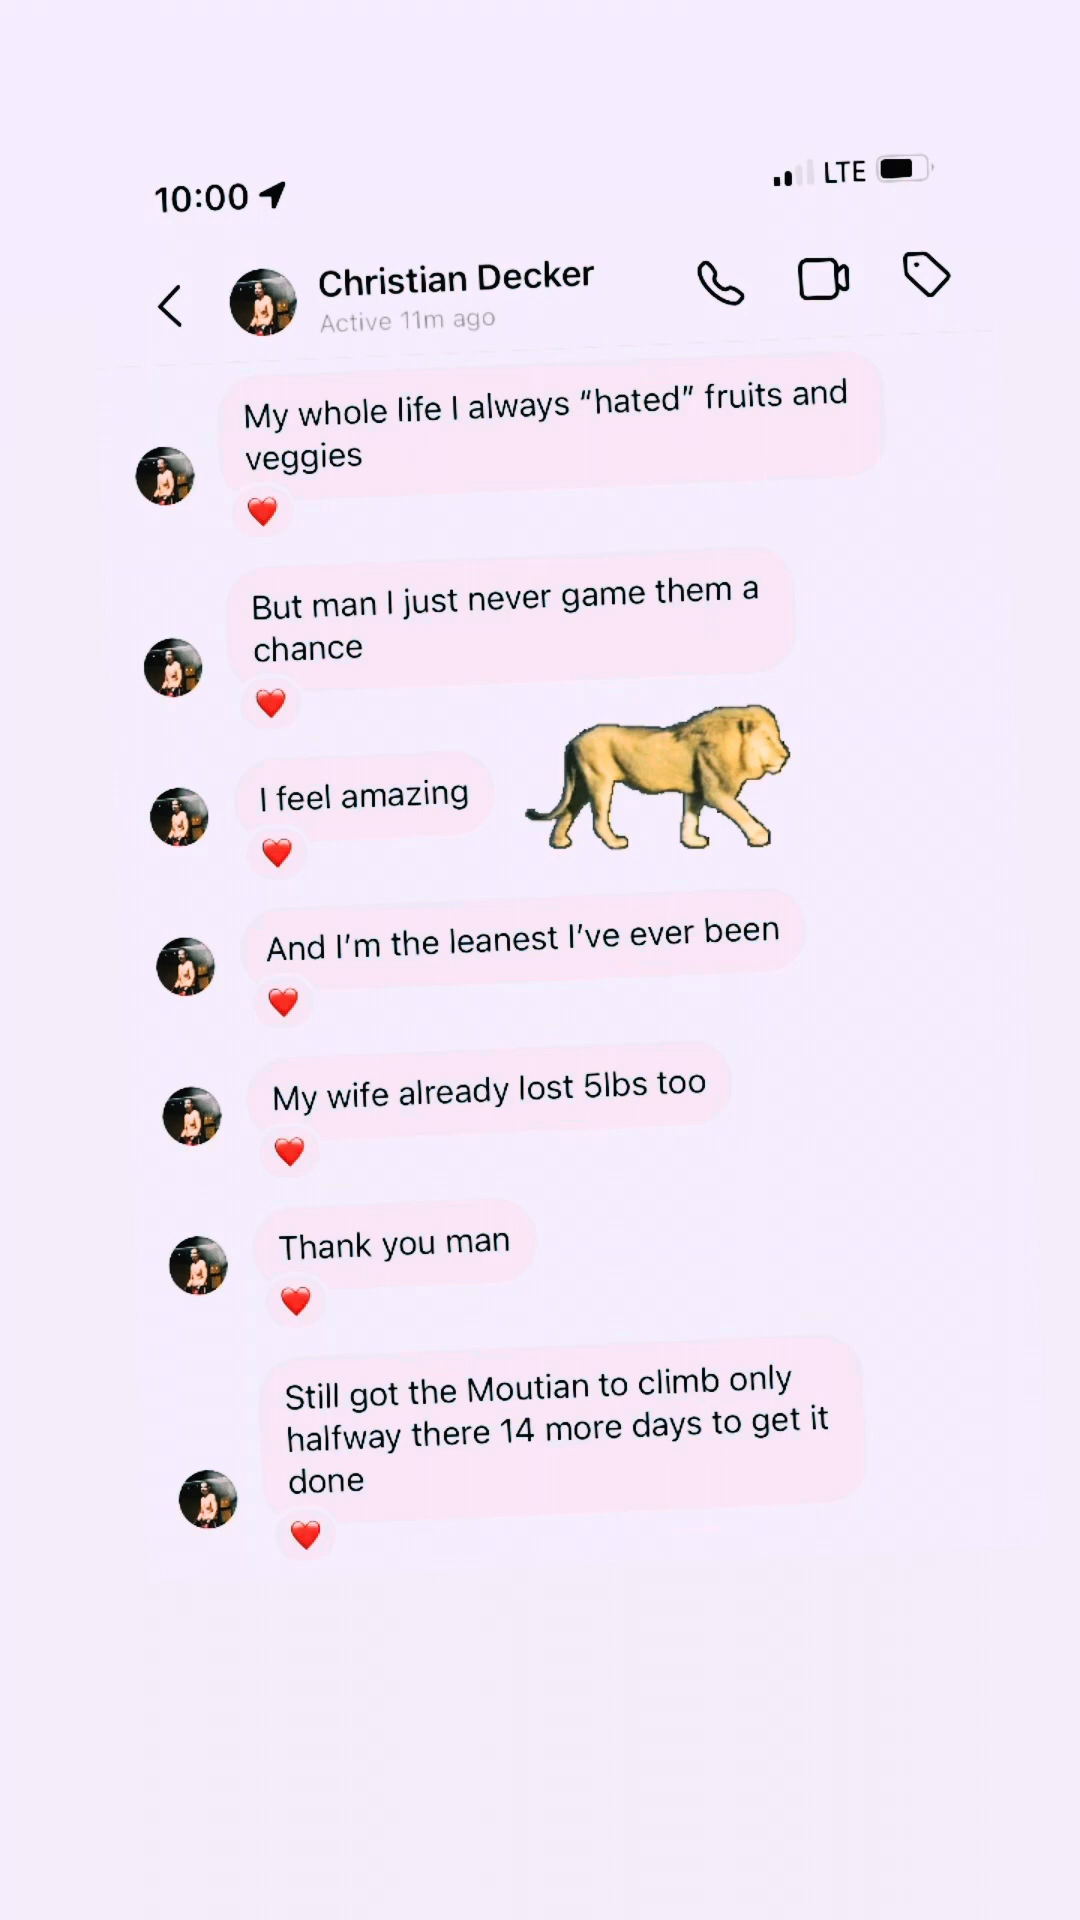 10:00
LTE
Christian Decker
Active 11m ago
My whole life I always “hated” fruits and
veggies
But man I just never game them a
chance
I feel amazing
And I’m the leanest I’ve ever been
My wife already lost 5lbs too
Thank you man
Still got the Moutian to climb only
halfway there 14 more days to get it
done